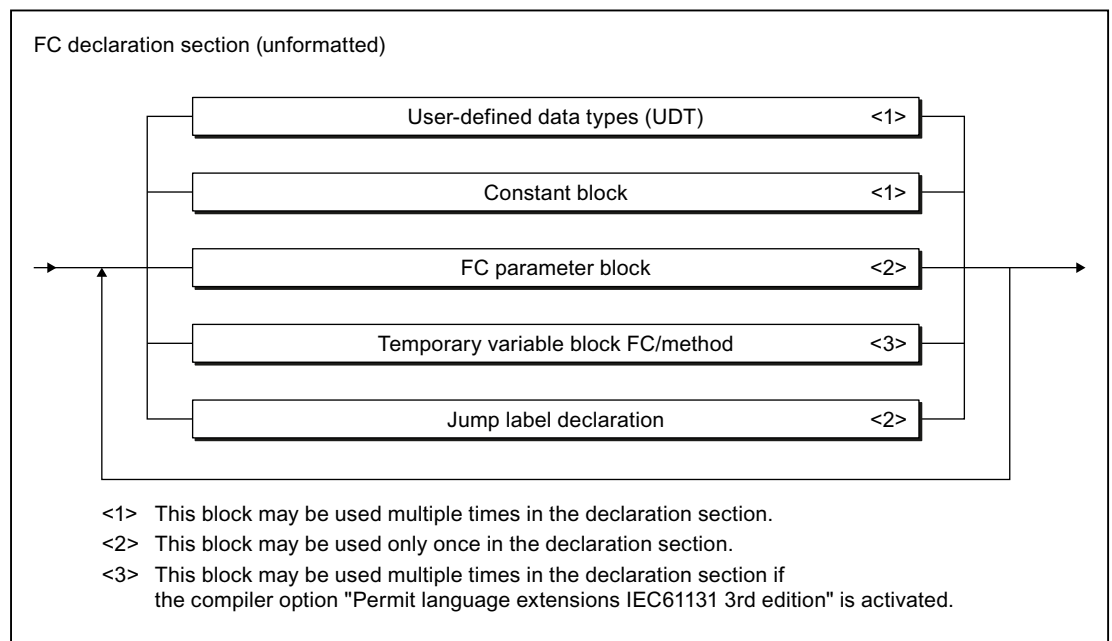 FC declaration section (unformatted)
User-defined data types (UDT) <1>
Constant block <1>
FC parameter block <2>
Temporary variable block FC/method <3>
Jump label declaration <2>
<1> This block may be used multiple times in the declaration section.
<2> This block may be used only once in the declaration section.
<3> This block may be used multiple times in the declaration section if
the compiler option "Permit language extensions IEC61131 3rd edition" is activated.